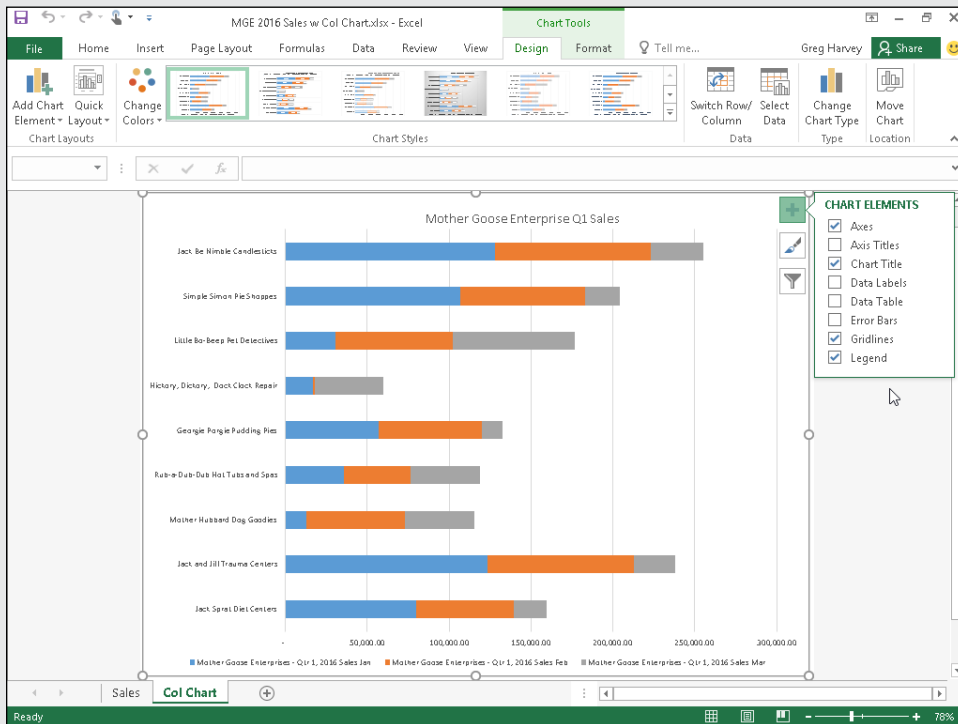 MGE 2016 Sales w Col Chart.xlsx - Excel
Chart Tools
File Home Insert Page Layout Formulas Data Review View Design Format Tell me... Greg Harvey Share
Add Chart Element Quick Layout Change Colors Switch Row/ Column Select Data Change Chart Type Move Chart
Chart Layouts Chart Styles Data Type Location
fx
Mother Goose Enterprise Q1 Sales
CHART ELEMENTS
Axes
Axis Titles
Chart Title
Data Labels
Data Table
Error Bars
Gridlines
Legend
Jack Be Nimble Candlesticts
Simple Simon Pie Shoppes
Little Bo-Beep Pet Detectives
Hickory, Dickory, Dock Clock Repair
Georgie Porgie Pudding Pies
Rub-a-Dub-Dub Hot Tubs and Spas
Mother Hubbard Dog Goodies
Jack and Jill Trauma Centers
Jack Sprat Diet Centers
- 50,000.00 100,000.00 150,000.00 200,000.00 250,000.00 300,000.00
Mother Goose Enterprises - Qtr 1, 2016 Sales Jan Mother Goose Enterprises - Qtr 1, 2016 Sales Feb Mother Goose Enterprises - Qtr 1, 2016 Sales Mar
Sales Col Chart
Ready 78%